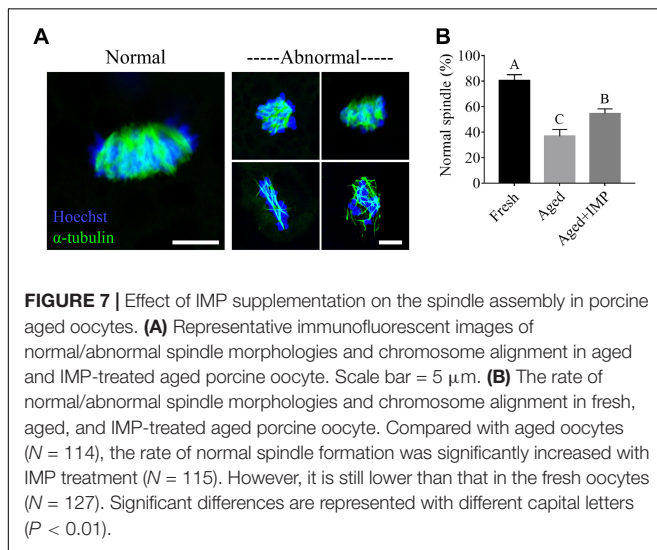 A
Normal
-----Abnormal-----
Hoechst
α-tubulin
B
Normal spindle (%)
100
80
60
40
20
0
A
C
B
Fresh
Aged
Aged+IMP
FIGURE 7 | Effect of IMP supplementation on the spindle assembly in porcine
aged oocytes. (A) Representative immunofluorescent images of
normal/abnormal spindle morphologies and chromosome alignment in aged
and IMP-treated aged porcine oocyte. Scale bar = 5 μm. (B) The rate of
normal/abnormal spindle morphologies and chromosome alignment in fresh,
aged, and IMP-treated aged porcine oocyte. Compared with aged oocytes
(N = 114), the rate of normal spindle formation was significantly increased with
IMP treatment (N = 115). However, it is still lower than that in the fresh oocytes
(N = 127). Significant differences are represented with different capital letters
(P < 0.01).